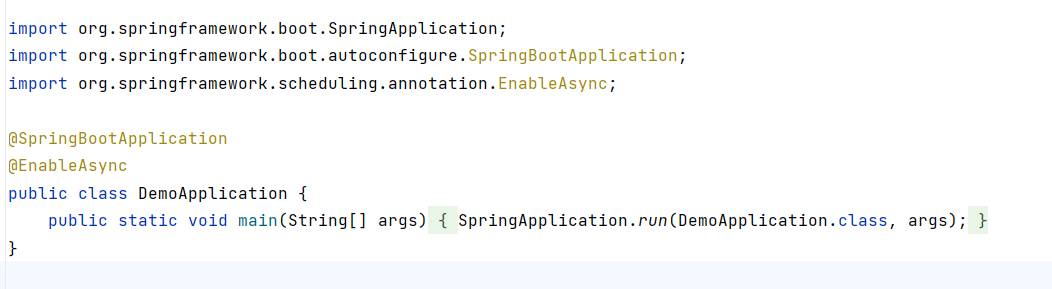 import org.springframework.boot.SpringApplication;
import org.springframework.boot.autoconfigure.SpringBootApplication;
import org.springframework.scheduling.annotation.EnableAsync;
@SpringBootApplication
@EnableAsync
public class DemoApplication {
public static void main(String[] args) { SpringApplication.run(DemoApplication.class, args); }
}